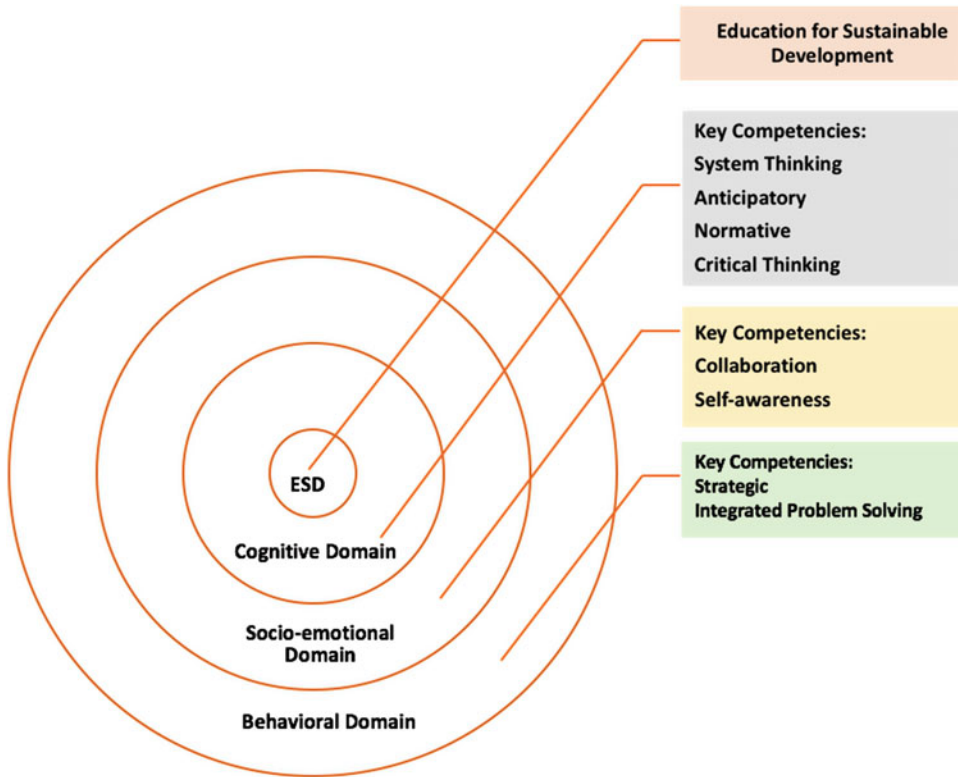 Education for Sustainable
Development
Key Competencies:
System Thinking
Anticipatory
Normative
Critical Thinking
Key Competencies:
Collaboration
Self-awareness
Key Competencies:
Strategic
Integrated Problem Solving
ESD
Cognitive Domain
Socio-emotional
Domain
Behavioral Domain